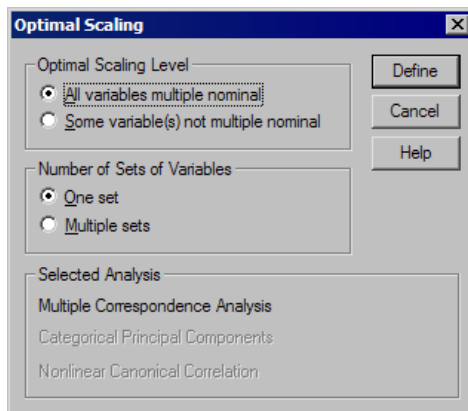 Optimal Scaling
Optimal Scaling Level
All variables multiple nominal
Some variable(s) not multiple nominal
Define
Cancel
Help
Number of Sets of Variables
One set
Multiple sets
Selected Analysis
Multiple Correspondence Analysis
Categorical Principal Components
Nonlinear Canonical Correlation